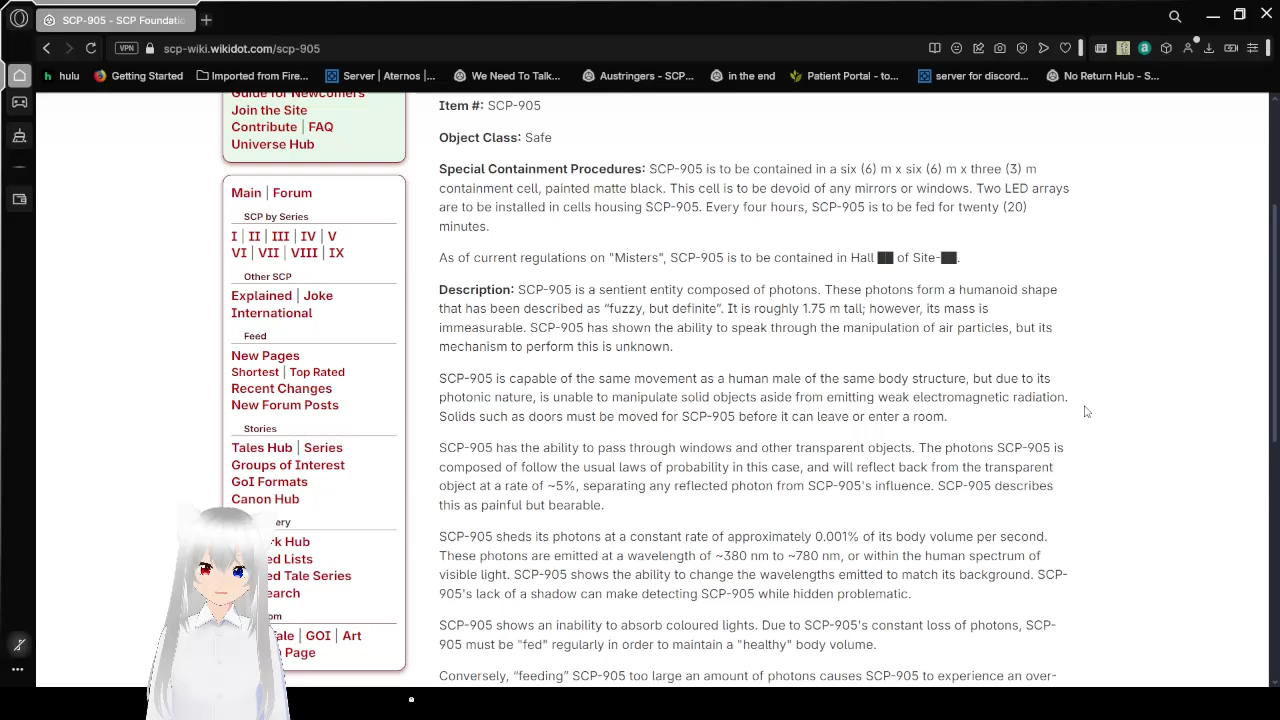 SCP-905 - SCP Foundatio
VPN scp-wiki.wikidot.com/scp-905
hulu Getting Started Imported from Fire... Server | Aternos |... We Need To Talk... Austringers - SCP... in the end Patient Portal - to... server for discord... No Return Hub - S...
Guide for Newcomers
Join the Site
Contribute | FAQ
Universe Hub
Main | Forum
SCP by Series
I | II | III | IV | V
VI | VII | VIII | IX
Other SCP
Explained | Joke
International
Feed
New Pages
Shortest | Top Rated
Recent Changes
New Forum Posts
Stories
Tales Hub | Series
Groups of Interest
GoI Formats
Canon Hub
ery
rk Hub
ed Lists
ed Tale Series
earch
om
ale | GOI | Art
Page
Item #: SCP-905
Object Class: Safe
Special Containment Procedures: SCP-905 is to be contained in a six (6) m x six (6) m x three (3) m
containment cell, painted matte black. This cell is to be devoid of any mirrors or windows. Two LED arrays
are to be installed in cells housing SCP-905. Every four hours, SCP-905 is to be fed for twenty (20)
minutes.
As of current regulations on "Misters", SCP-905 is to be contained in Hall ██ of Site-██.
Description: SCP-905 is a sentient entity composed of photons. These photons form a humanoid shape
that has been described as “fuzzy, but definite”. It is roughly 1.75 m tall; however, its mass is
immeasurable. SCP-905 has shown the ability to speak through the manipulation of air particles, but its
mechanism to perform this is unknown.
SCP-905 is capable of the same movement as a human male of the same body structure, but due to its
photonic nature, is unable to manipulate solid objects aside from emitting weak electromagnetic radiation.
Solids such as doors must be moved for SCP-905 before it can leave or enter a room.
SCP-905 has the ability to pass through windows and other transparent objects. The photons SCP-905 is
composed of follow the usual laws of probability in this case, and will reflect back from the transparent
object at a rate of ~5%, separating any reflected photon from SCP-905's influence. SCP-905 describes
this as painful but bearable.
SCP-905 sheds its photons at a constant rate of approximately 0.001% of its body volume per second.
These photons are emitted at a wavelength of ~380 nm to ~780 nm, or within the human spectrum of
visible light. SCP-905 shows the ability to change the wavelengths emitted to match its background. SCP-
905's lack of a shadow can make detecting SCP-905 while hidden problematic.
SCP-905 shows an inability to absorb coloured lights. Due to SCP-905's constant loss of photons, SCP-
905 must be "fed" regularly in order to maintain a "healthy" body volume.
Conversely, “feeding” SCP-905 too large an amount of photons causes SCP-905 to experience an over-